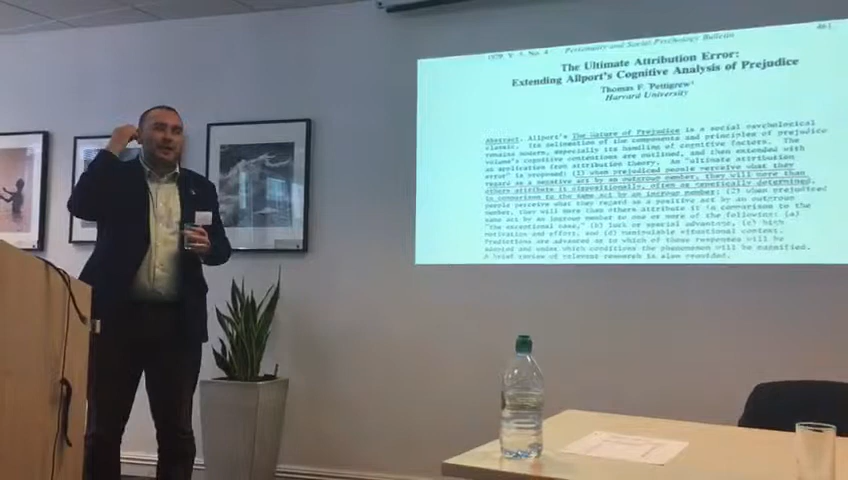 1979, V. 5, No. 4 Personality and Social Psychology Bulletin 461
The Ultimate Attribution Error:
Extending Allport's Cognitive Analysis of Prejudice
Thomas F. Pettigrew
Harvard University
Abstract. Allport's The Nature of Prejudice is a social psychological
classic. Its delineation of the components and principles of prejudice
remains modern, especially its handling of cognitive factors. The
volume's cognitive contentions are outlined, and then extended with
an application from attribution theory. An "ultimate attribution
error" is proposed: (1) when prejudiced people perceive what they
regard as a negative act by an outgroup member, they will more than
others attribute it dispositionally, often as genetically determined,
in comparison to the same act by an ingroup member. (2) when prejudiced
people perceive what they regard as a positive act by an outgroup
member, they will more than others attribute it in comparison to the
same act by an ingroup member to one or more of the following: (a)
"the exceptional case," (b) luck or special advantage, (c) high
motivation and effort, and (d) manipulable situational context.
Predictions are advanced as to which of these responses will be
made and under which conditions the phenomenon will be magnified.
A brief review of relevant research is also provided.